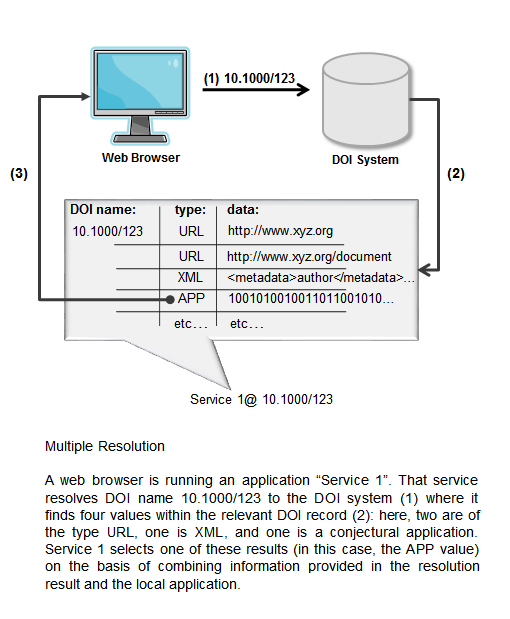 (1) 10.1000/123
Web Browser
DOI System
(3)
(2)
DOI name: type: data:
10.1000/123 URL http://www.xyz.org
URL http://www.xyz.org/document
XML <metadata>author</metadata>...
APP 1001010010011011001010...
etc... etc...
Service 1@ 10.1000/123
Multiple Resolution
A web browser is running an application “Service 1”. That service
resolves DOI name 10.1000/123 to the DOI system (1) where it
finds four values within the relevant DOI record (2): here, two are of
the type URL, one is XML, and one is a conjectural application.
Service 1 selects one of these results (in this case, the APP value)
on the basis of combining information provided in the resolution
result and the local application.